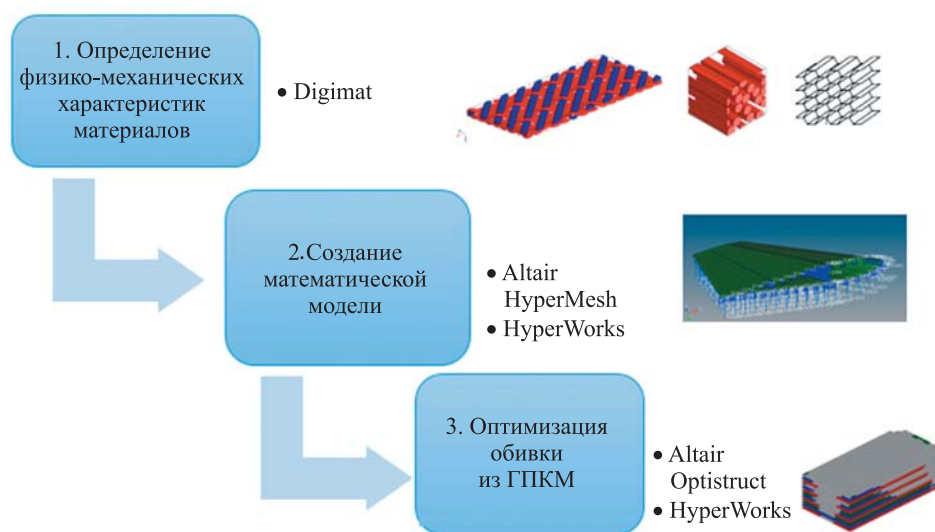 1. Определение
физико-механических
характеристик
материалов
• Digimat
2.Создание
математической
модели
• Altair
HyperMesh
• HyperWorks
3. Оптимизация
обивки
из ГПКМ
• Altair
Optistruct
• HyperWorks